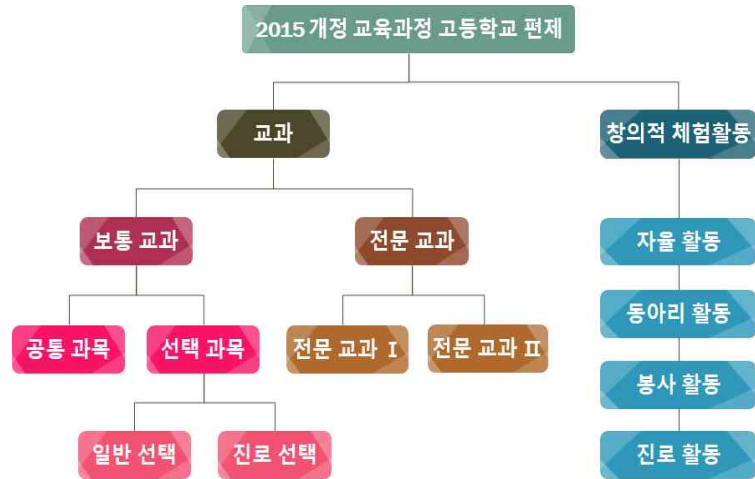 2015 개정 교육과정 고등학교 편제
교과
창의적 체험활동
보통 교과
전문 교과
자율 활동
공통 과목
선택 과목
전문 교과 Ⅰ
전문 교과 Ⅱ
동아리 활동
봉사 활동
일반 선택
진로 선택
진로 활동